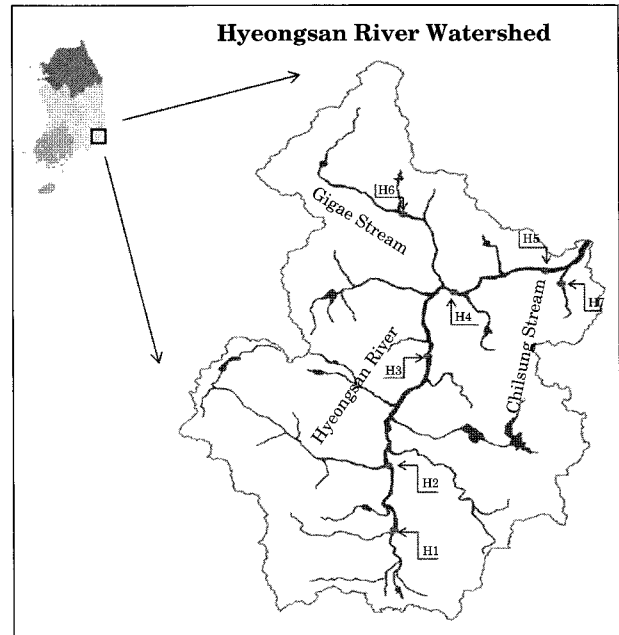 Hyeongsan River Watershed
H6
Gigae Stream
H5
H7
H4
Chilsung Stream
Hyeongsan River
H3
H2
H1